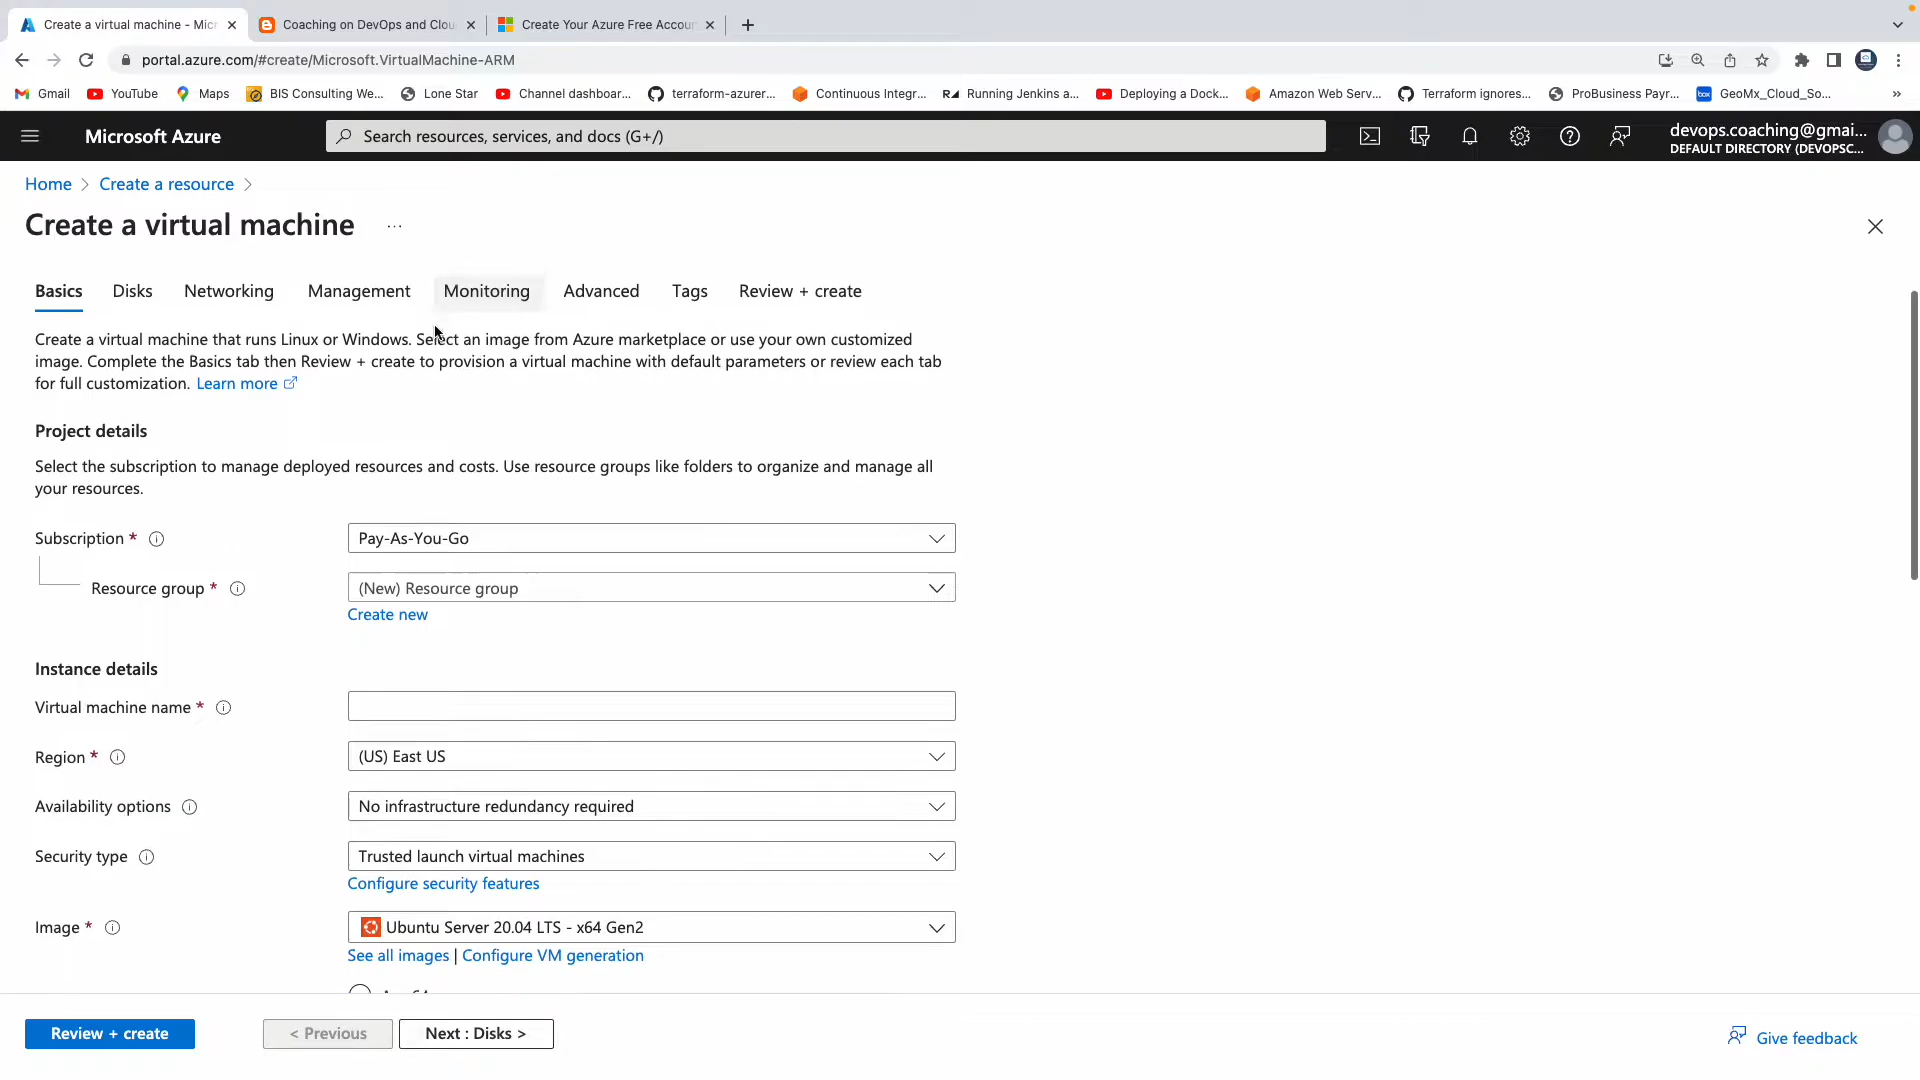 Create a virtual machine - Micr
Coaching on DevOps and Clou
Create Your Azure Free Accoun
portal.azure.com/#create/Microsoft.VirtualMachine-ARM
Gmail
YouTube
Maps
BIS Consulting We...
Lone Star
Channel dashboar...
terraform-azurer...
Continuous Integr...
Running Jenkins a...
Deploying a Dock...
Amazon Web Serv...
Terraform ignores...
ProBusiness Payr...
GeoMx_Cloud_So...
Microsoft Azure
Search resources, services, and docs (G+/)
devops.coaching@gmai...
DEFAULT DIRECTORY (DEVOPSC...
Home > Create a resource >
Create a virtual machine ...
Basics
Disks
Networking
Management
Monitoring
Advanced
Tags
Review + create
Create a virtual machine that runs Linux or Windows. Select an image from Azure marketplace or use your own customized
image. Complete the Basics tab then Review + create to provision a virtual machine with default parameters or review each tab
for full customization. Learn more
Project details
Select the subscription to manage deployed resources and costs. Use resource groups like folders to organize and manage all
your resources.
Subscription *
Pay-As-You-Go
Resource group *
(New) Resource group
Create new
Instance details
Virtual machine name *
Region *
(US) East US
Availability options
No infrastructure redundancy required
Security type
Trusted launch virtual machines
Configure security features
Image *
Ubuntu Server 20.04 LTS - x64 Gen2
See all images | Configure VM generation
Review + create
< Previous
Next : Disks >
Give feedback